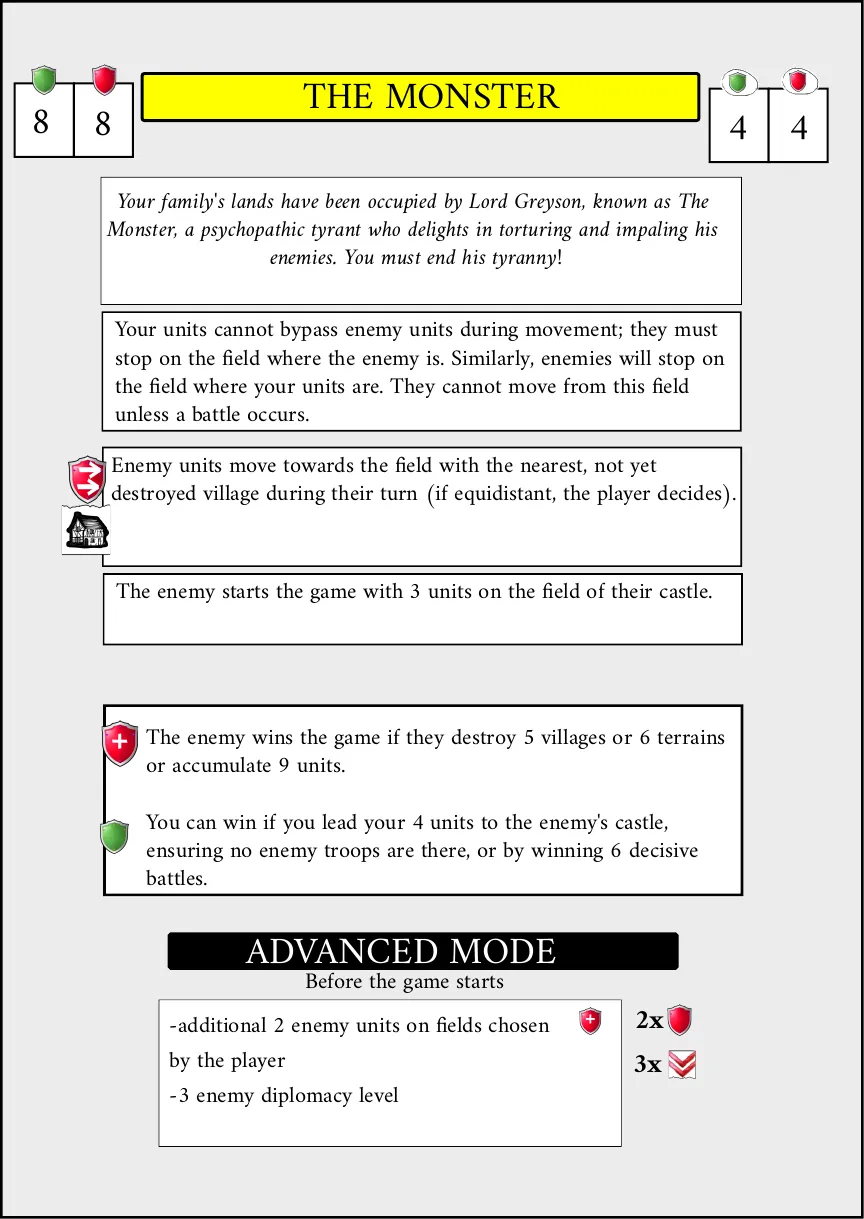 8 8 THE MONSTER 4 4
Your family's lands have been occupied by Lord Greyson, known as The
Monster, a psychopathic tyrant who delights in torturing and impaling his
enemies. You must end his tyranny!
Your units cannot bypass enemy units during movement; they must
stop on the field where the enemy is. Similarly, enemies will stop on
the field where your units are. They cannot move from this field
unless a battle occurs.
Enemy units move towards the field with the nearest, not yet
destroyed village during their turn (if equidistant, the player decides).
The enemy starts the game with 3 units on the field of their castle.
The enemy wins the game if they destroy 5 villages or 6 terrains
or accumulate 9 units.
You can win if you lead your 4 units to the enemy's castle,
ensuring no enemy troops are there, or by winning 6 decisive
battles.
ADVANCED MODE
Before the game starts
-additional 2 enemy units on fields chosen
by the player
-3 enemy diplomacy level
2x
3x